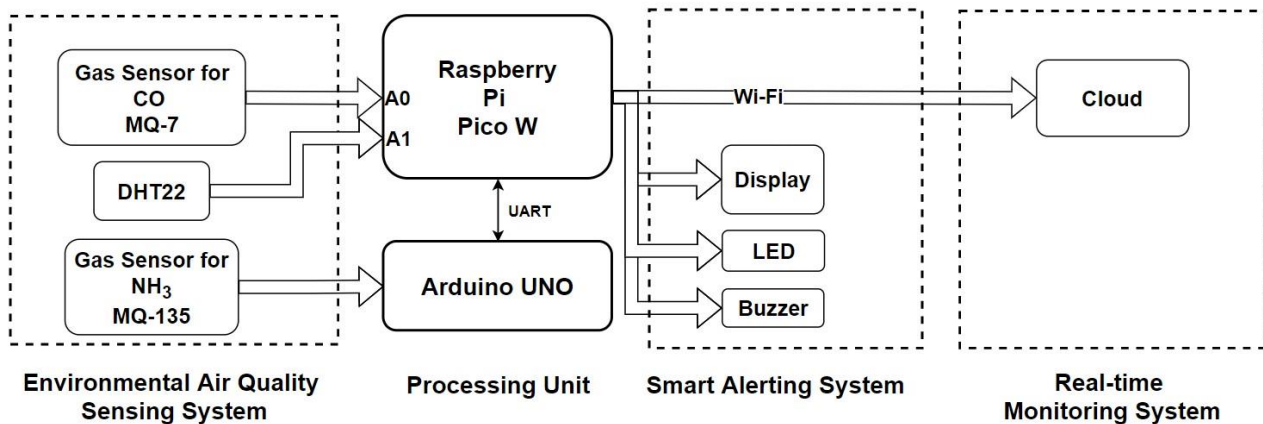 Gas Sensor for
CO
MQ-7
DHT22
Gas Sensor for
NH3
MQ-135
Environmental Air Quality
Sensing System
A0
A1
Raspberry
Pi
Pico W
UART
Arduino UNO
Processing Unit
Wi-Fi
Display
LED
Buzzer
Smart Alerting System
Cloud
Real-time
Monitoring System